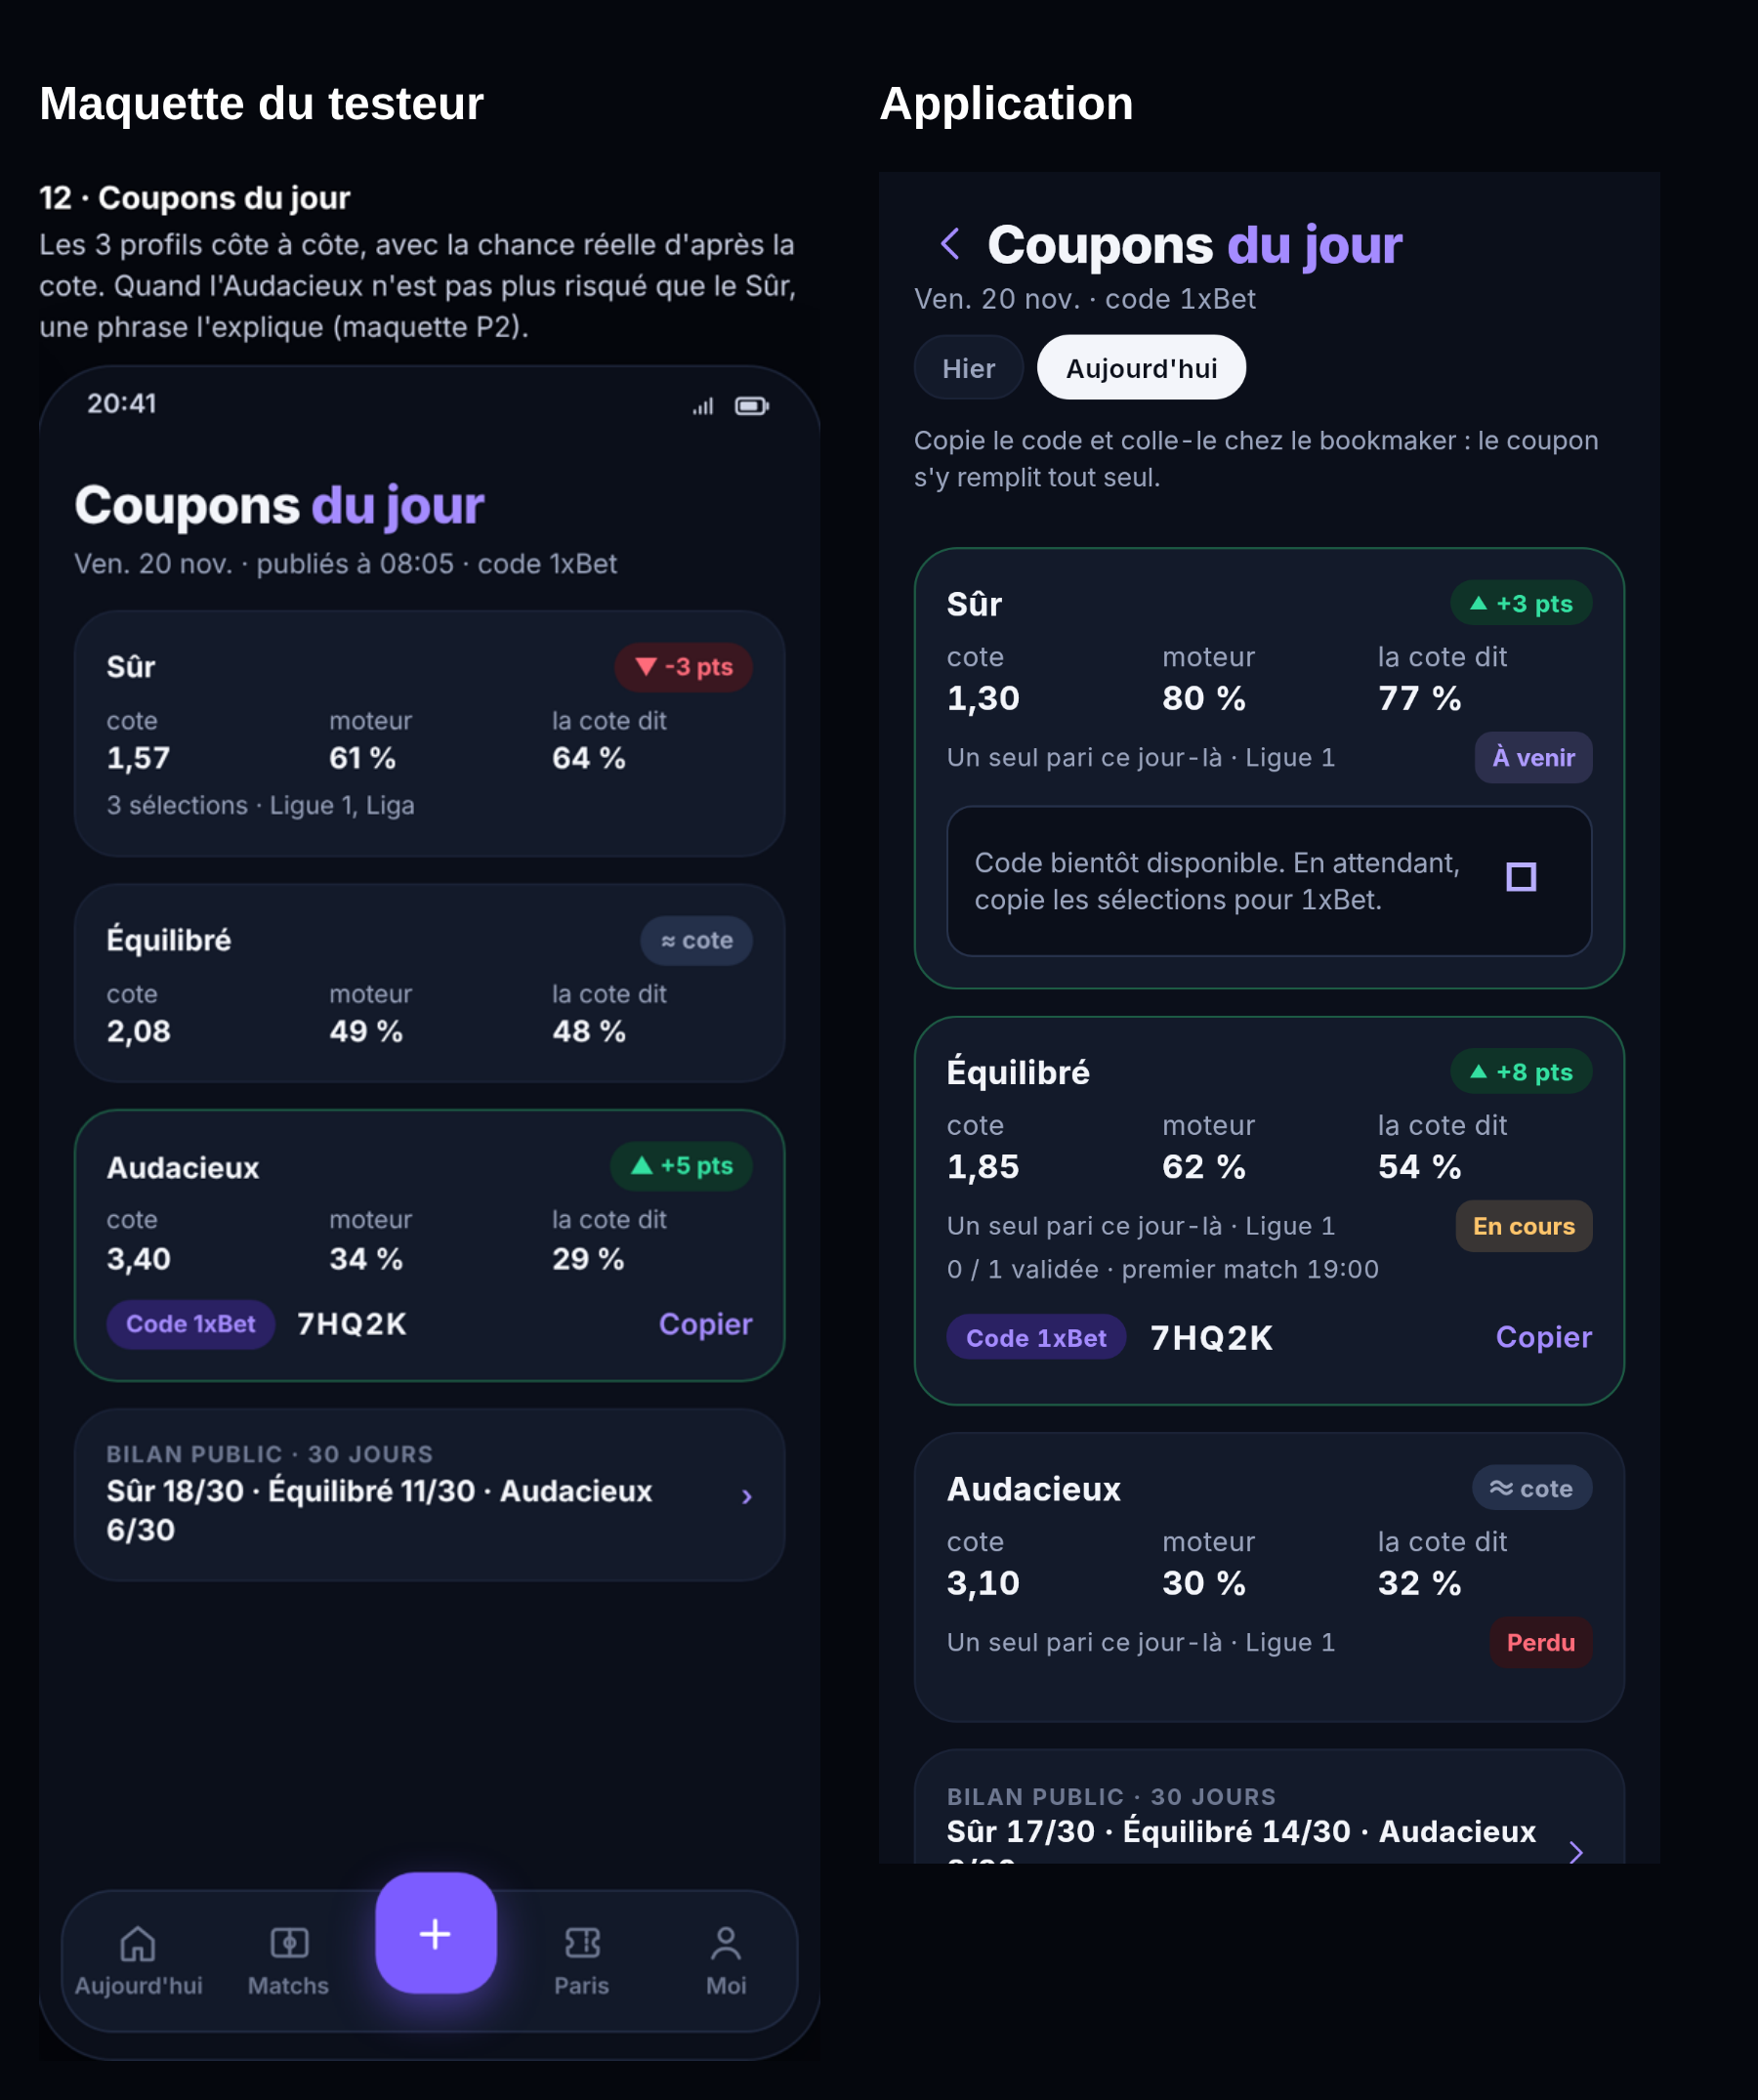 Maquette du testeur
12 · Coupons du jour
Les 3 profils côte à côte, avec la chance réelle d'après la
cote. Quand l'Audacieux n'est pas plus risqué que le Sûr,
une phrase l'explique (maquette P2).
20:41
Coupons du jour
Ven. 20 nov. · publiés à 08:05 · code 1xBet
Sûr
▼ -3 pts
cote moteur la cote dit
1,57 61 % 64 %
3 sélections · Ligue 1, Liga
Équilibré
≈ cote
cote moteur la cote dit
2,08 49 % 48 %
Audacieux
▲ +5 pts
cote moteur la cote dit
3,40 34 % 29 %
Code 1xBet 7HQ2K Copier
BILAN PUBLIC · 30 JOURS
Sûr 18/30 · Équilibré 11/30 · Audacieux
6/30
›
Aujourd'hui Matchs + Paris Moi
Application
Coupons du jour
Ven. 20 nov. · code 1xBet
Hier Aujourd'hui
Copie le code et colle-le chez le bookmaker : le coupon
s'y remplit tout seul.
Sûr
▲ +3 pts
cote moteur la cote dit
1,30 80 % 77 %
Un seul pari ce jour-là · Ligue 1
À venir
Code bientôt disponible. En attendant,
copie les sélections pour 1xBet.
Équilibré
▲ +8 pts
cote moteur la cote dit
1,85 62 % 54 %
Un seul pari ce jour-là · Ligue 1
En cours
0 / 1 validée · premier match 19:00
Code 1xBet 7HQ2K Copier
Audacieux
≈ cote
cote moteur la cote dit
3,10 30 % 32 %
Un seul pari ce jour-là · Ligue 1
Perdu
BILAN PUBLIC · 30 JOURS
Sûr 17/30 · Équilibré 14/30 · Audacieux